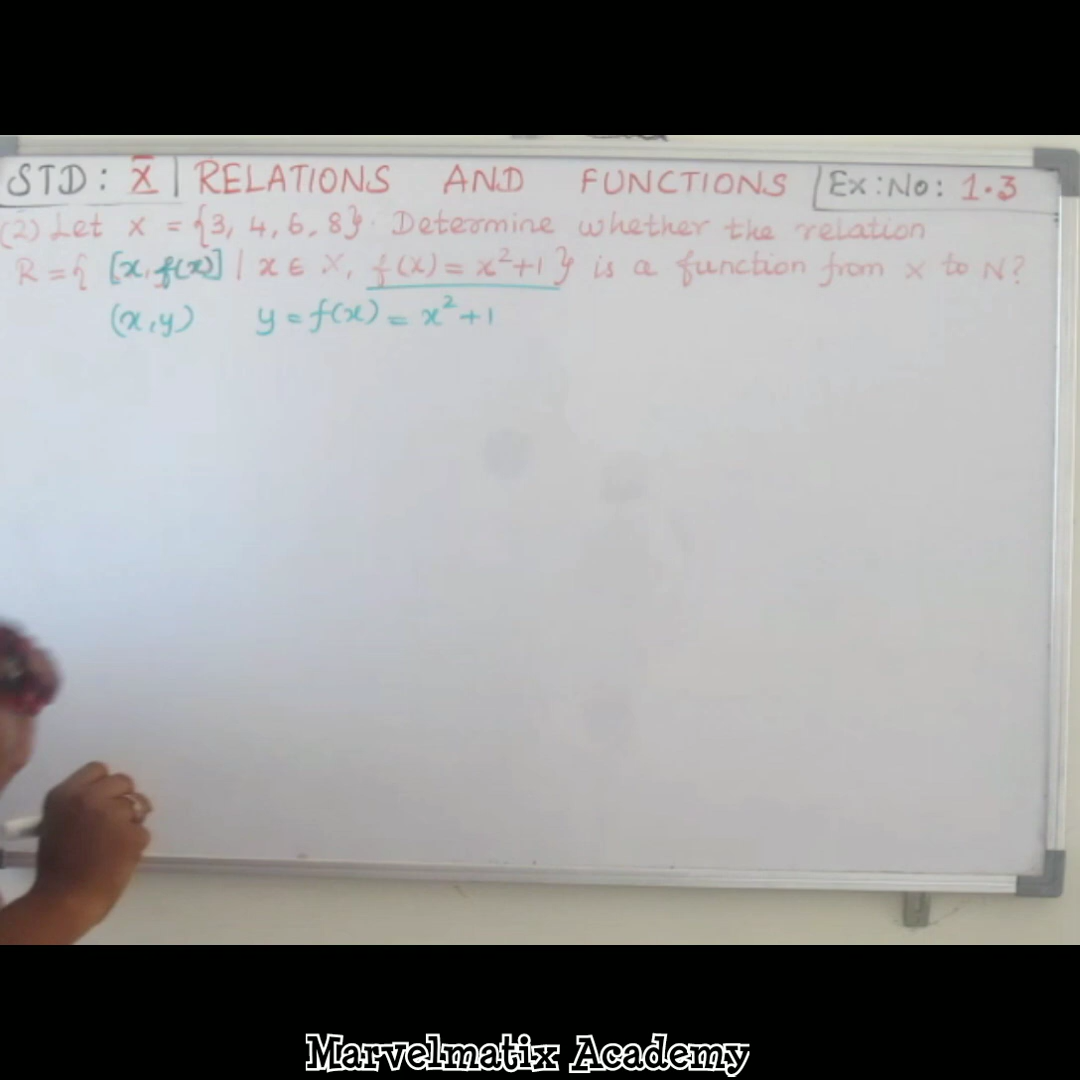 STD: X | RELATIONS AND FUNCTIONS | Ex:No: 1.3
(2) Let X = {3, 4, 6, 8}. Determine whether the relation
R = { [x, f(x)] | x ∈ X, f(x) = x²+1 } is a function from X to N?
(x, y) y = f(x) = x²+1
Marvelmatix Academy